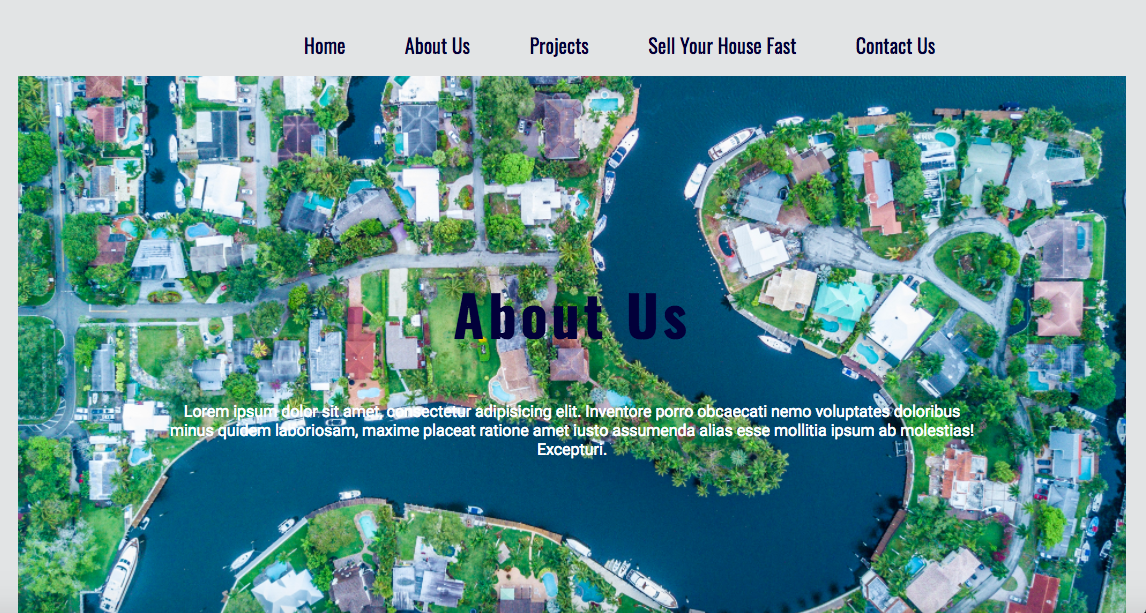 Home About Us Projects Sell Your House Fast Contact Us
About Us
Lorem ipsum dolor sit amet, consectetur adipisicing elit. Inventore porro obcaecati nemo voluptates doloribus
minus quidem laboriosam, maxime placeat ratione amet iusto assumenda alias esse mollitia ipsum ab molestias!
Excepturi.